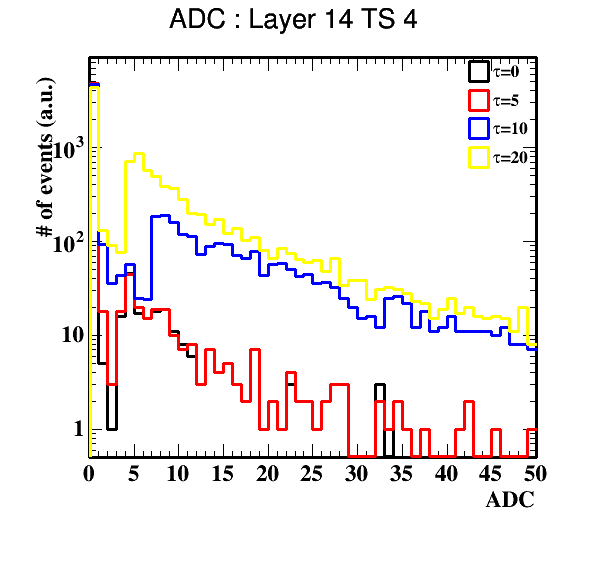 ADC : Layer 14 TS 4
# of events (a.u.)
10³
10²
10
1
τ=0
τ=5
τ=10
τ=20
0 5 10 15 20 25 30 35 40 45 50
ADC